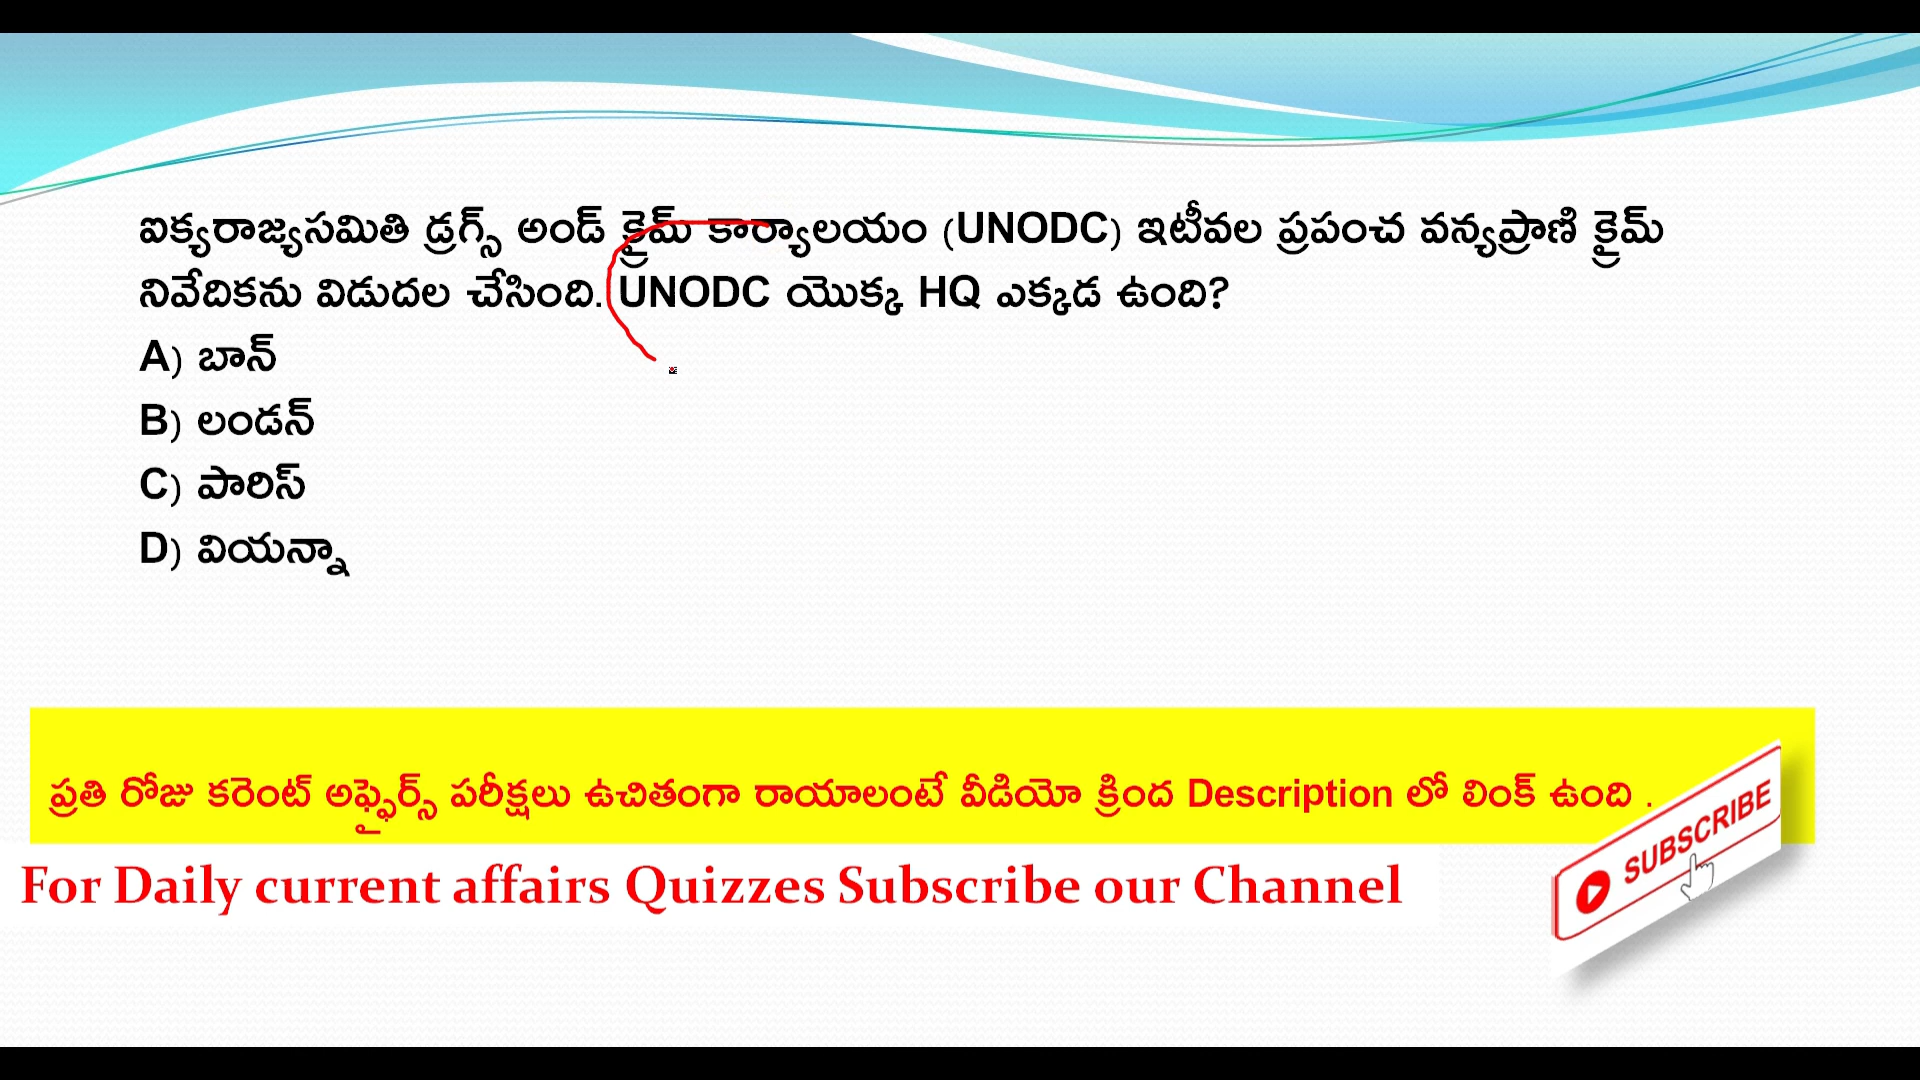 ఐక్యరాజ్యసమితి డ్రగ్స్ అండ్ క్రైమ్ కార్యాలయం (UNODC) ఇటీవల ప్రపంచ వన్యప్రాణి క్రైమ్
నివేదికను విడుదల చేసింది. UNODC యొక్క HQ ఎక్కడ ఉంది?
A) బాన్
B) లండన్
C) పారిస్
D) వియన్నా
ప్రతి రోజు కరెంట్ అఫ్ఫైర్స్ పరీక్షలు ఉచితంగా రాయాలంటే వీడియో క్రింద Description లో లింక్ ఉంది .
SUBSCRIBE
For Daily current affairs Quizzes Subscribe our Channel